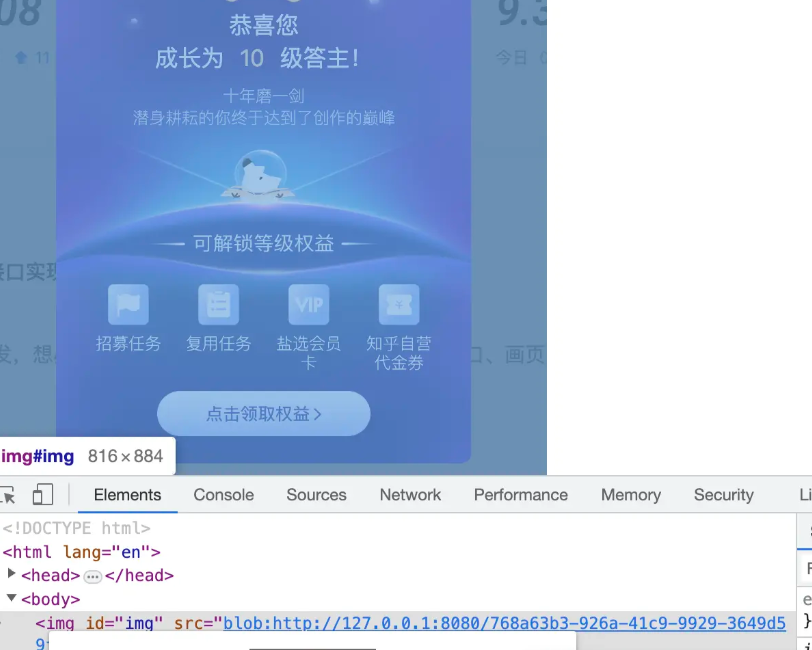 08
9.3
11
今日
恭喜您
成长为 10 级答主!
十年磨一剑
潜身耕耘的你终于达到了创作的巅峰
可解锁等级权益
接口实现
VIP
招募任务 复用任务 盐选会员卡 知乎自营代金券
发，想
口、画页
点击领取权益 >
img#img 816 × 884
Elements Console Sources Network Performance Memory Security Li
<!DOCTYPE html>
<html lang="en">
<head> ••• </head>
<body>
<img id="img" src="blob:http://127.0.0.1:8080/768a63b3-926a-41c9-9929-3649d5